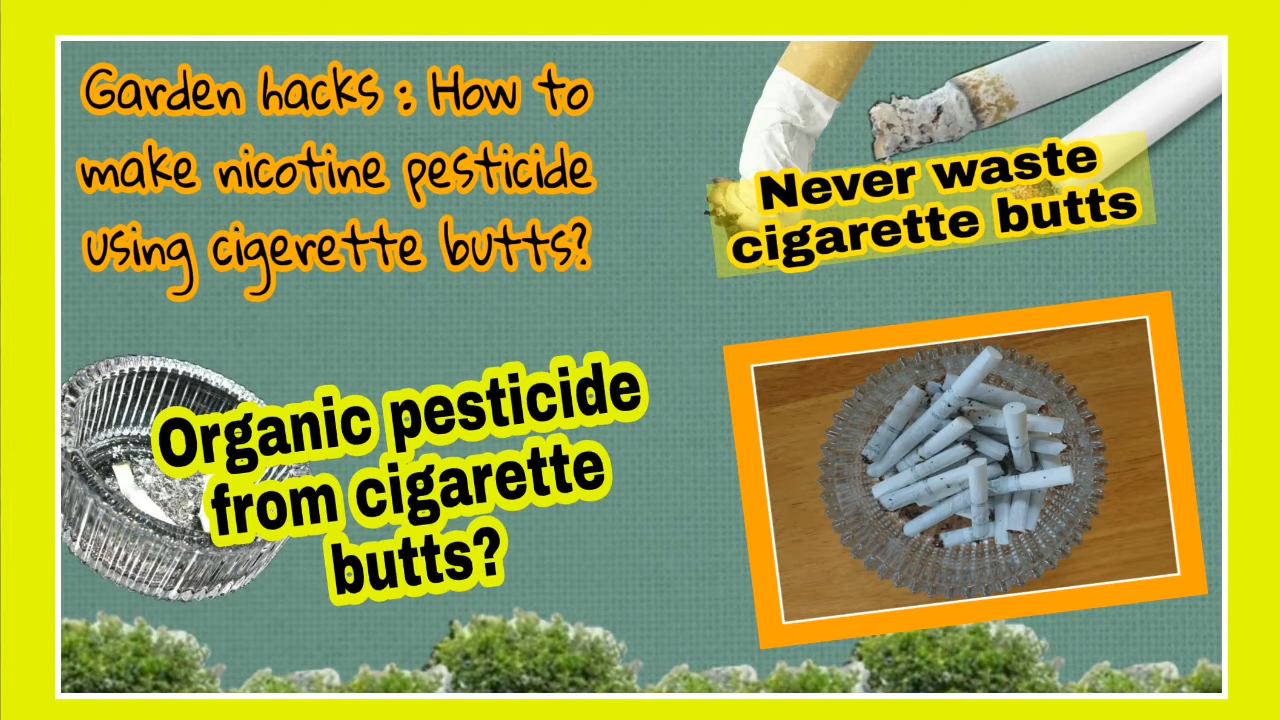 Garden hacks : How to
make nicotine pesticide
using cigerette butts?
Never waste
cigarette butts
Organic pesticide
from cigarette
butts?